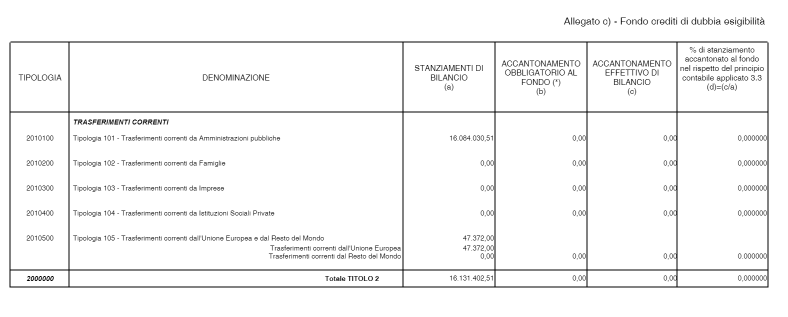 Allegato c) - Fondo crediti di dubbia esigibilità
TIPOLOGIA
DENOMINAZIONE
STANZIAMENTI DI
BILANCIO
(a)
ACCANTONAMENTO
OBBLIGATORIO AL
FONDO (*)
(b)
ACCANTONAMENTO
EFFETTIVO DI
BILANCIO
(c)
% di stanziamento
accantonato al fondo
nel rispetto del principio
contabile applicato 3.3
(d)=(c/a)
TRASFERIMENTI CORRENTI
2010100 Tipologia 101 - Trasferimenti correnti da Amministrazioni pubbliche 16.084.030,51 0,00 0,00 0,000000
2010200 Tipologia 102 - Trasferimenti correnti da Famiglie 0,00 0,00 0,00 0,000000
2010300 Tipologia 103 - Trasferimenti correnti da Imprese 0,00 0,00 0,00 0,000000
2010400 Tipologia 104 - Trasferimenti correnti da Istituzioni Sociali Private 0,00 0,00 0,00 0,000000
2010500 Tipologia 105 - Trasferimenti correnti dall'Unione Europea e dal Resto del Mondo 47.372,00
Trasferimenti correnti dall'Unione Europea 47.372,00
Trasferimenti correnti dal Resto del Mondo 0,00 0,00 0,00 0,000000
2000000 Totale TITOLO 2 16.131.402,51 0,00 0,00 0,000000